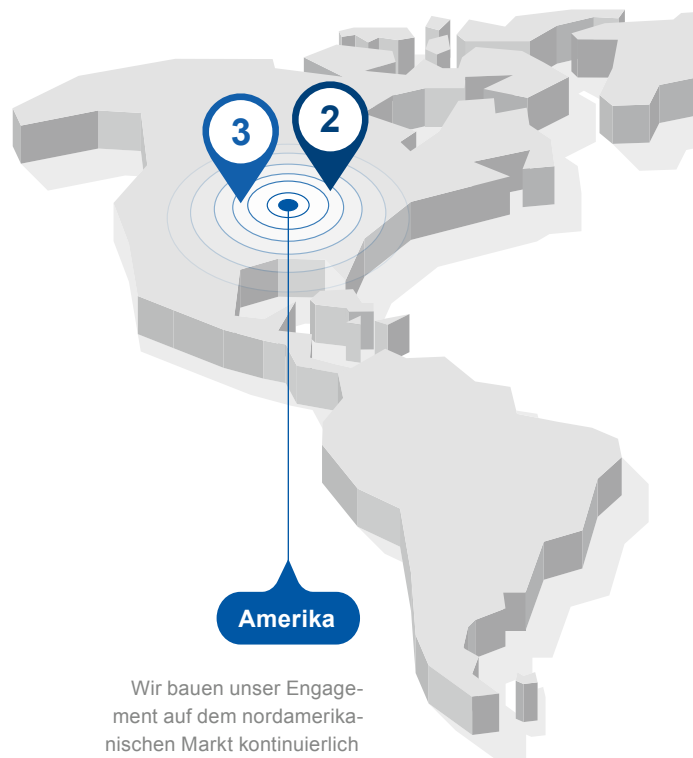 3
2
Amerika
Wir bauen unser Engage-
ment auf dem nordamerika-
nischen Markt kontinuierlich